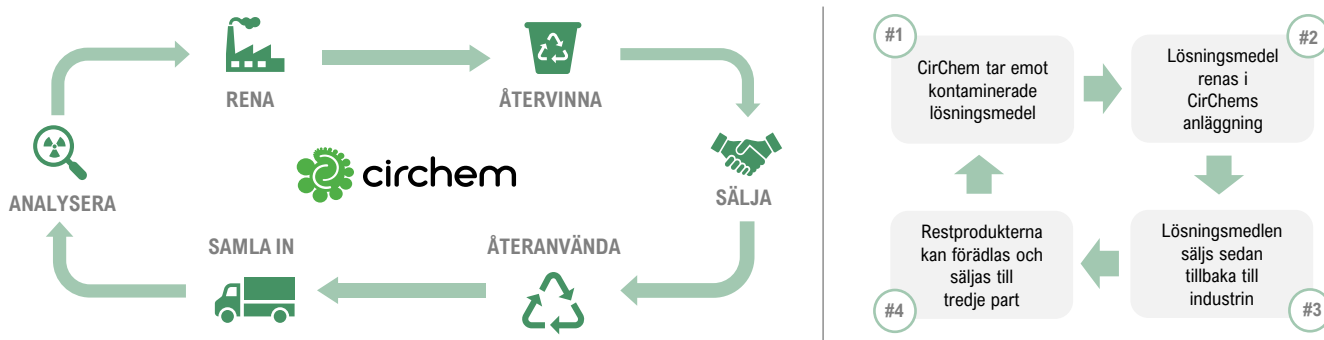 RENA
ÅTERVINNA
ANALYSERA
circhem
SÄLJA
SAMLA IN
ÅTERANVÄNDA
#1
CirChem tar emot
kontaminerade
lösningsmedel
#2
Lösningsmedel
renas i
CirChems
anläggning
Lösningsmedlen
säljs sedan
tillbaka till
industrin
#3
Restprodukterna
kan förädlas och
säljas till
tredje part
#4